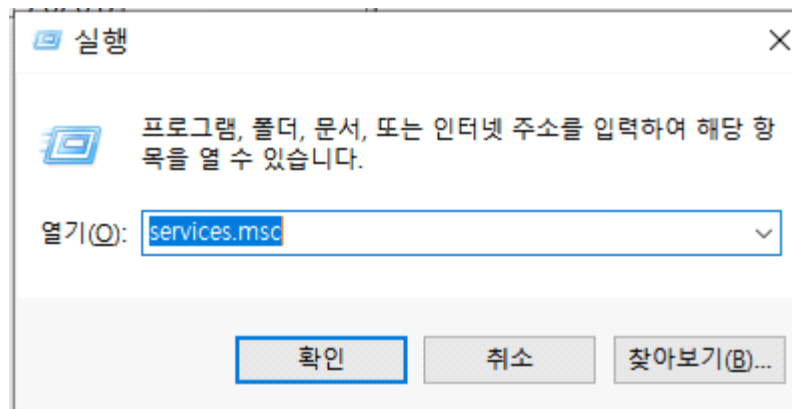 실행
프로그램, 폴더, 문서, 또는 인터넷 주소를 입력하여 해당 항
목을 열 수 있습니다.
열기(O): services.msc
확인 취소 찾아보기(B)...